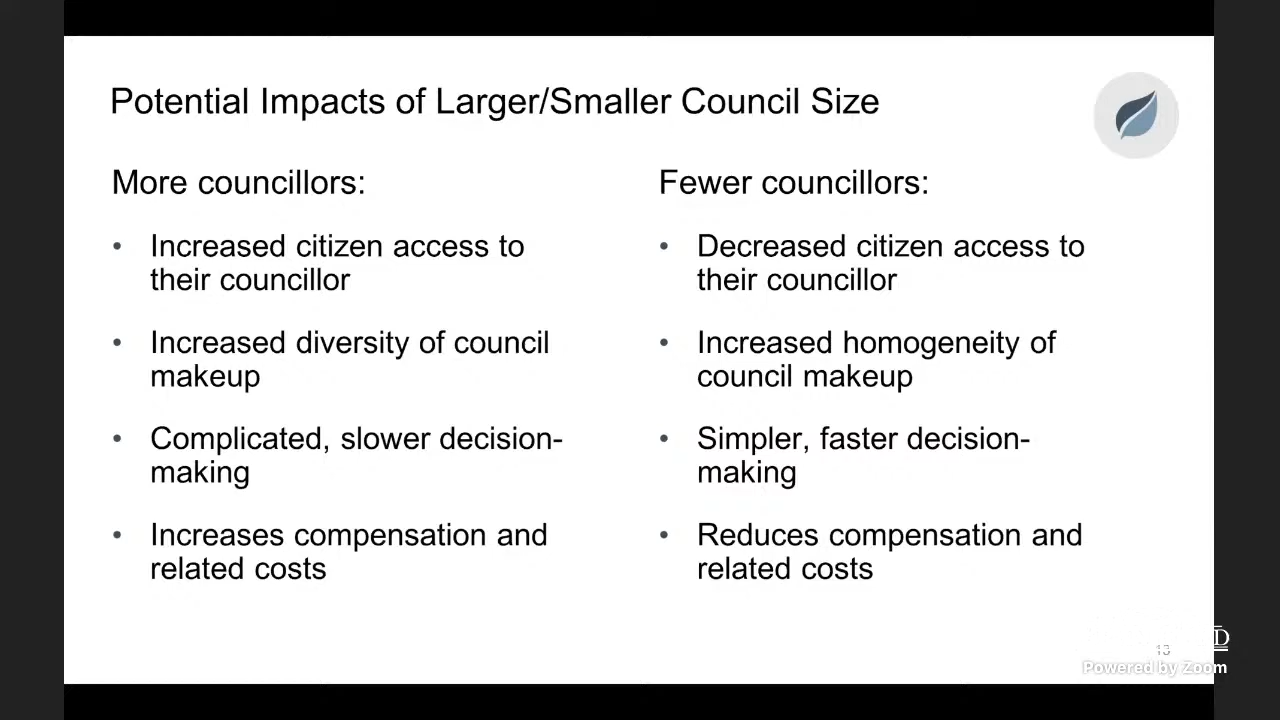 Potential Impacts of Larger/Smaller Council Size
More councillors:
• Increased citizen access to
their councillor
• Increased diversity of council
makeup
• Complicated, slower decision-
making
• Increases compensation and
related costs
Fewer councillors:
• Decreased citizen access to
their councillor
• Increased homogeneity of
council makeup
• Simpler, faster decision-
making
• Reduces compensation and
related costs
Powered by Zoom